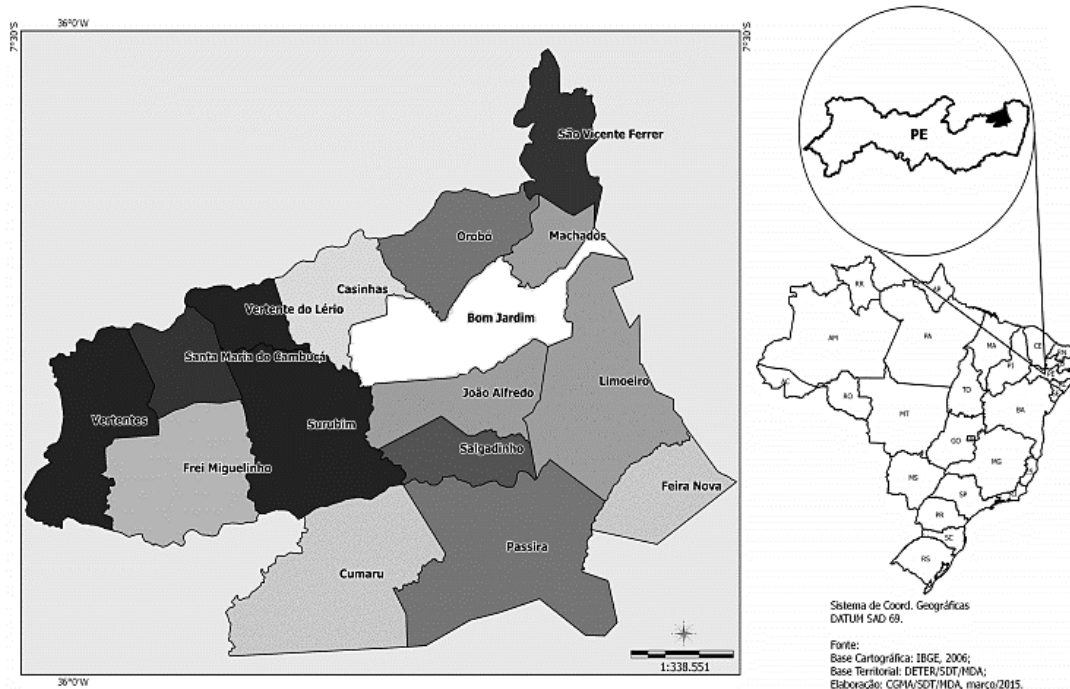 36°0'W
7°30'S
7°30'S
São Vicente Ferrer
Orobó
Machados
Casinhas
Vertente do Lério
Bom Jardim
Santa Maria do Cambucá
Limoeiro
João Alfredo
Vertentes
Surubim
Salgadinho
Frei Miguelinho
Feira Nova
Passira
Cumaru
1:338.551
36°0'W
PE
RR
AP
AM
PA
MA
CE
RN
PI
PE
AC
RO
TO
BA
MT
GO
MG
MS
SP
PR
SC
RS
Sistema de Coord. Geográficas
DATUM SAD 69.
Fonte:
Base Cartográfica: IBGE, 2006;
Base Territorial: DETER/SDT/MDA;
Elaboração: CGMA/SDT/MDA, março/2015.